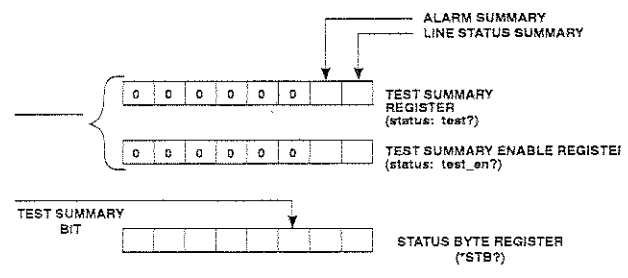 ALARM SUMMARY
LINE STATUS SUMMARY
0 0 0 0 0 0
TEST SUMMARY
REGISTER
(status: test?)
0 0 0 0 0 0
TEST SUMMARY ENABLE REGISTER
(status: test_en?)
TEST SUMMARY
BIT
STATUS BYTE REGISTER
(*STB?)